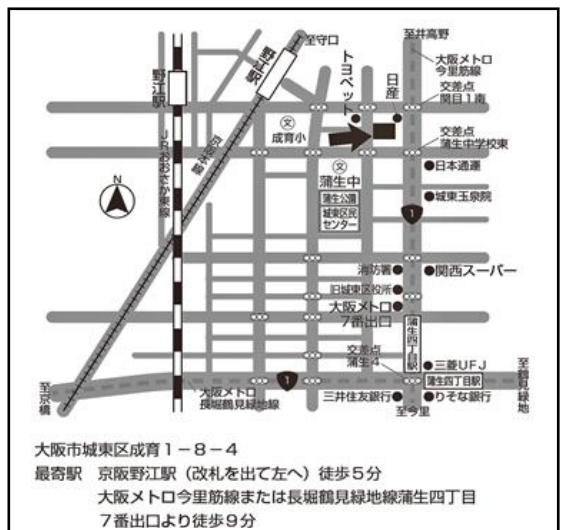 至守口
至井高野
野江駅
野江駅
トヨペット
日産
大阪メトロ
今里筋線
交差点
関目1南
文
成育小
交差点
蒲生中学校東
JRおおさか東線
京阪本線
文
蒲生中
日本通運
N
蒲生公園
城東区民
センター
城東玉泉院
1
消防署
関西スーパー
旧城東区役所
大阪メトロ
7番出口
蒲生四丁目駅
交差点
蒲生4
三菱UFJ
至鶴見緑地
蒲生四丁目駅
至京橋
大阪メトロ
長堀鶴見緑地線
1
三井住友銀行
りそな銀行
至今里
大阪市城東区成育1-8-4
最寄駅 京阪野江駅(改札を出て左へ)徒歩5分
大阪メトロ今里筋線または長堀鶴見緑地線蒲生四丁目
7番出口より徒歩9分